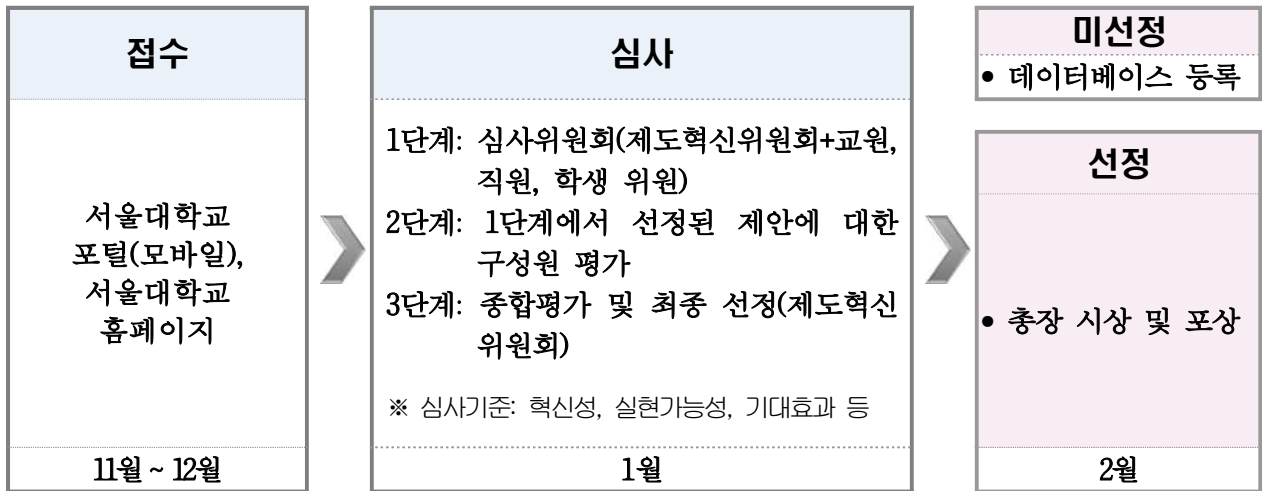 접수
서울대학교
포털(모바일),
서울대학교
홈페이지
11월 ~ 12월
심사
1단계: 심사위원회(제도혁신위원회+교원,
직원, 학생 위원)
2단계: 1단계에서 선정된 제안에 대한
구성원 평가
3단계: 종합평가 및 최종 선정(제도혁신
위원회)
※ 심사기준: 혁신성, 실현가능성, 기대효과 등
1월
미선정
• 데이터베이스 등록
선정
• 총장 시상 및 포상
2월